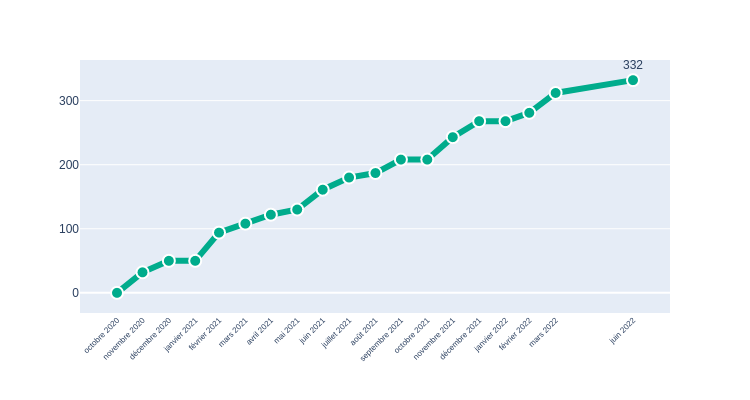 332
300
200
100
0
octobre 2020
novembre 2020
décembre 2020
janvier 2021
février 2021
mars 2021
avril 2021
mai 2021
juin 2021
juillet 2021
août 2021
septembre 2021
octobre 2021
novembre 2021
décembre 2021
janvier 2022
février 2022
mars 2022
juin 2022